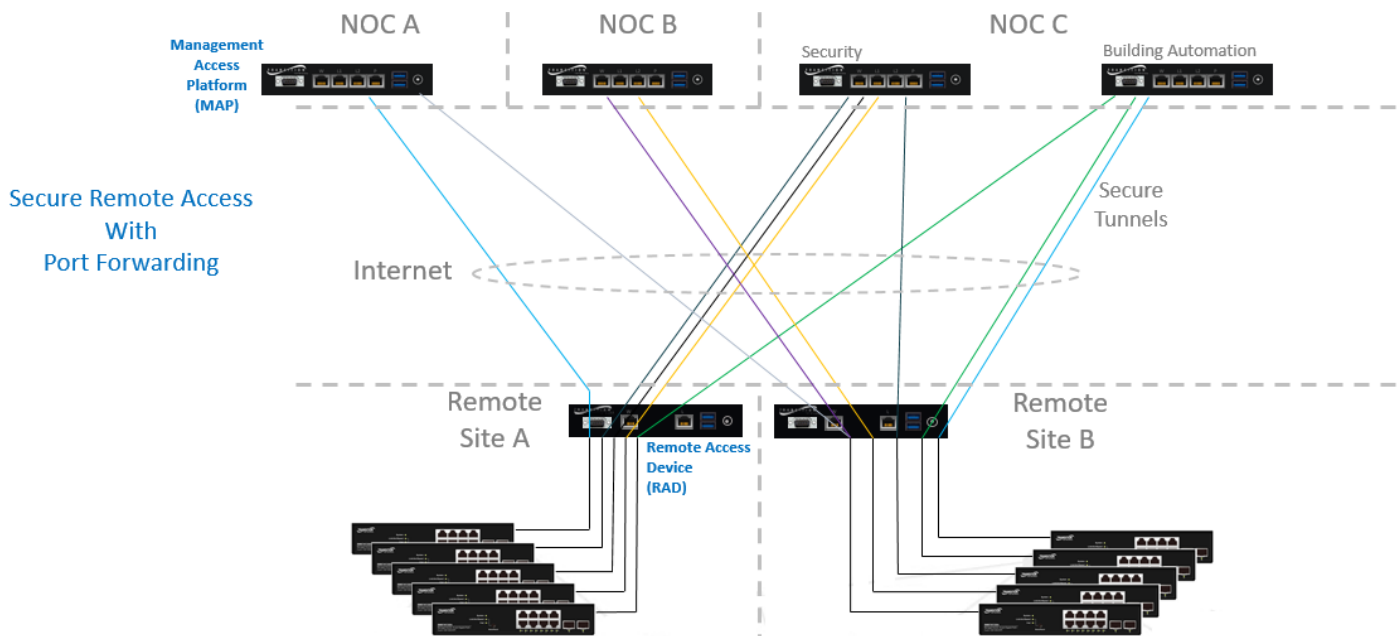 NOC A
NOC B
NOC C
Management
Access
Platform
(MAP)
Security
Building Automation
Secure Remote Access
With
Port Forwarding
Secure
Tunnels
Internet
Remote
Site A
Remote
Site B
Remote Access
Device
(RAD)